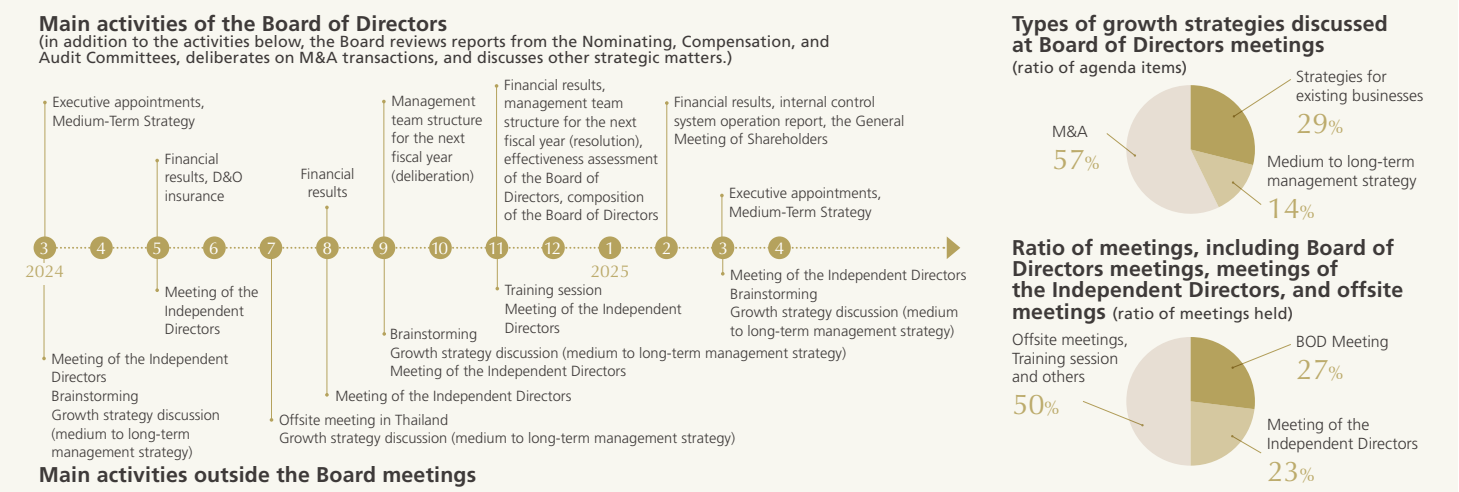 Main activities of the Board of Directors
(in addition to the activities below, the Board reviews reports from the Nominating, Compensation, and
Audit Committees, deliberates on M&A transactions, and discusses other strategic matters.)
Executive appointments,
Medium-Term Strategy
Financial
results, D&O
insurance
Financial
results
Management
team structure
for the next
fiscal year
(deliberation)
Financial results,
management team
structure for the next
fiscal year (resolution),
effectiveness assessment
of the Board of
Directors, composition
of the Board of Directors
Financial results, internal control
system operation report, the General
Meeting of Shareholders
Executive appointments,
Medium-Term Strategy
3 4 5 6 7 8 9 10 11 12 1 2 3 4
2024 2025
Meeting of the Independent
Directors
Brainstorming
Growth strategy discussion
(medium to long-term
management strategy)
Meeting of the
Independent
Directors
Offsite meeting in Thailand
Growth strategy discussion (medium to long-term management strategy)
Meeting of the Independent Directors
Brainstorming
Growth strategy discussion (medium to long-term management strategy)
Meeting of the Independent Directors
Training session
Meeting of the Independent
Directors
Meeting of the Independent Directors
Brainstorming
Growth strategy discussion (medium
to long-term management strategy)
Main activities outside the Board meetings
Types of growth strategies discussed
at Board of Directors meetings
(ratio of agenda items)
Strategies for
existing businesses
29%
M&A
57%
Medium to long-term
management strategy
14%
Ratio of meetings, including Board of
Directors meetings, meetings of
the Independent Directors, and offsite
meetings (ratio of meetings held)
Offsite meetings,
Training session
and others
50%
BOD Meeting
27%
Meeting of the
Independent Directors
23%